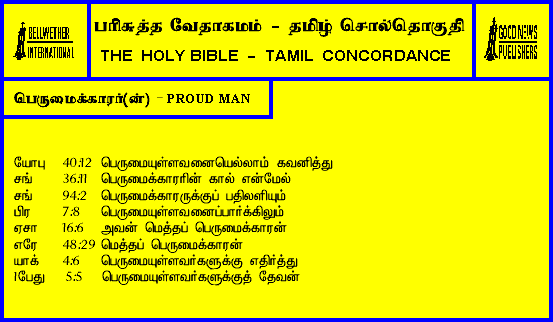 BELLWETHER
INTERNATIONAL
பரிசுத்த வேதாகமம் - தமிழ் சொல்தொகுதி
THE HOLY BIBLE - TAMIL CONCORDANCE
GOOD NEWS
PUBLISHERS
பெருமைக்காரர்(ன்) - PROUD MAN
யோபு 40:12 பெருமையுள்ளவனையெல்லாம் கவனித்து
சங் 36:11 பெருமைக்காரரின் கால் என்மேல்
சங் 94:2 பெருமைக்காரருக்குப் பதிலளியும்
பிர 7:8 பெருமையுள்ளவனைப்பார்க்கிலும்
ஏசா 16:6 அவன் மெத்தப் பெருமைக்காரன்
எரே 48:29 மெத்தப் பெருமைக்காரன்
யாக் 4:6 பெருமையுள்ளவர்களுக்கு எதிர்த்து
1பேது 5:5 பெருமையுள்ளவர்களுக்குத் தேவன்